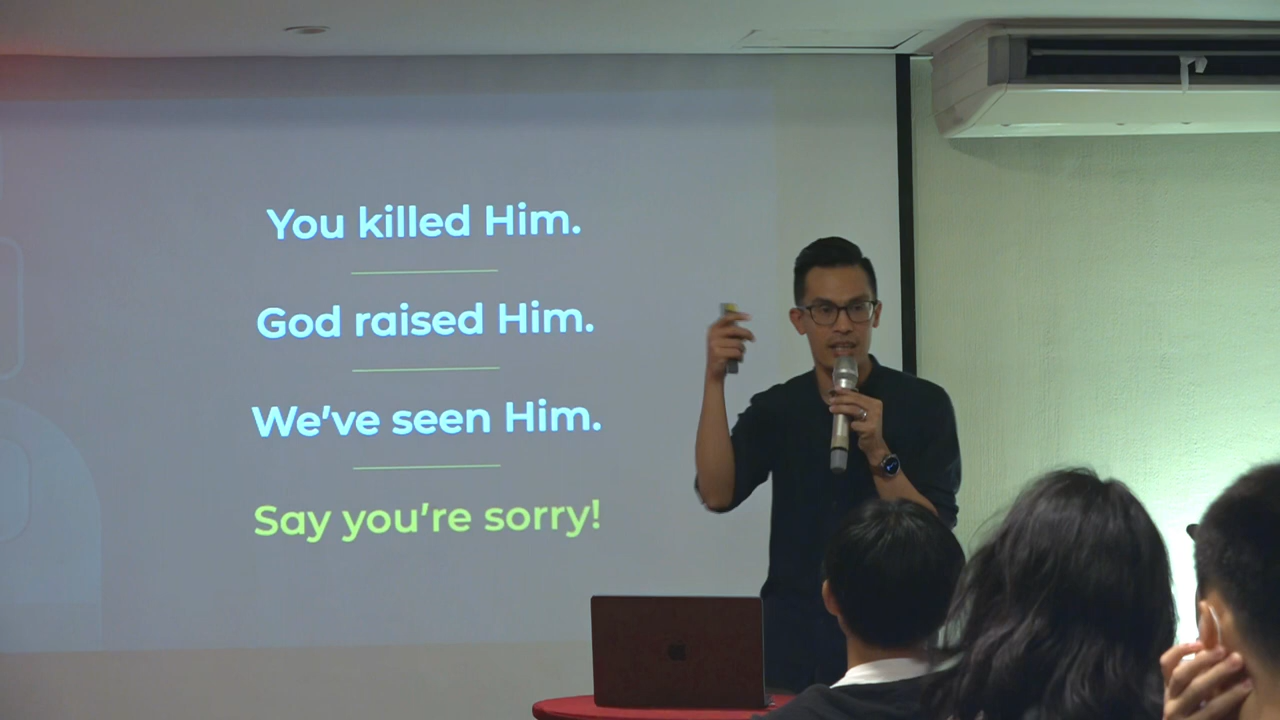 You killed Him.
God raised Him.
We've seen Him.
Say you're sorry!